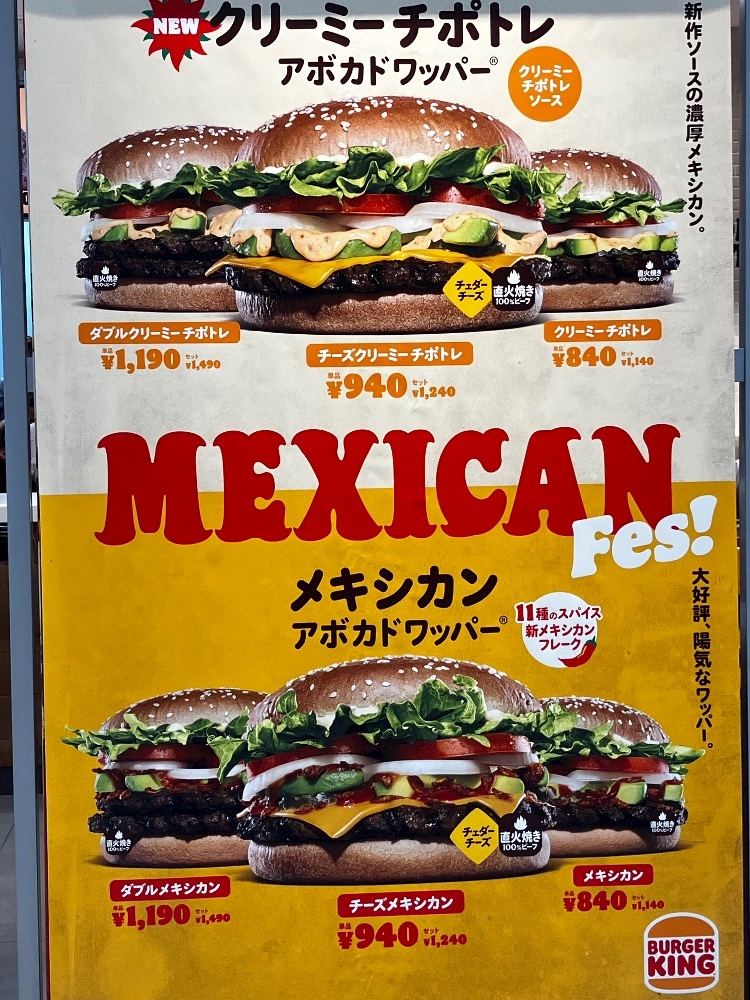 NEW
クリーミーチポトレ
アボカドワッパー®
クリーミー
チポトレ
ソース
新作ソースの濃厚メキシカン。
直火焼き
100%ビーフ
チェダー
チーズ
直火焼き
100%ビーフ
直火焼き
100%ビーフ
ダブルクリーミーチポトレ
単品 ¥1,190 セット ¥1,490
チーズクリーミーチポトレ
単品 ¥940 セット ¥1,240
クリーミーチポトレ
単品 ¥840 セット ¥1,140
MEXICAN
Fes!
メキシカン
アボカドワッパー®
11種のスパイス
新メキシカン
フレーク
大好評、陽気なワッパー。
直火焼き
100%ビーフ
チェダー
チーズ
直火焼き
100%ビーフ
直火焼き
100%ビーフ
ダブルメキシカン
単品 ¥1,190 セット ¥1,490
チーズメキシカン
単品 ¥940 セット ¥1,240
メキシカン
単品 ¥840 セット ¥1,140
BURGER
KING